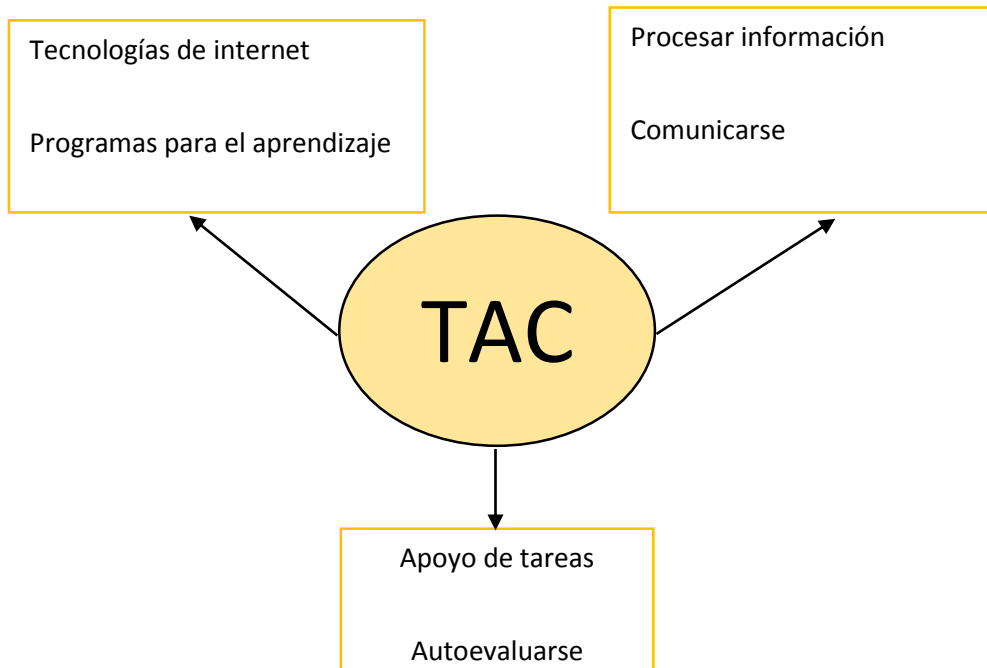 Tecnologías de internet
Programas para el aprendizaje
Procesar información
Comunicarse
TAC
Apoyo de tareas
Autoevaluarse